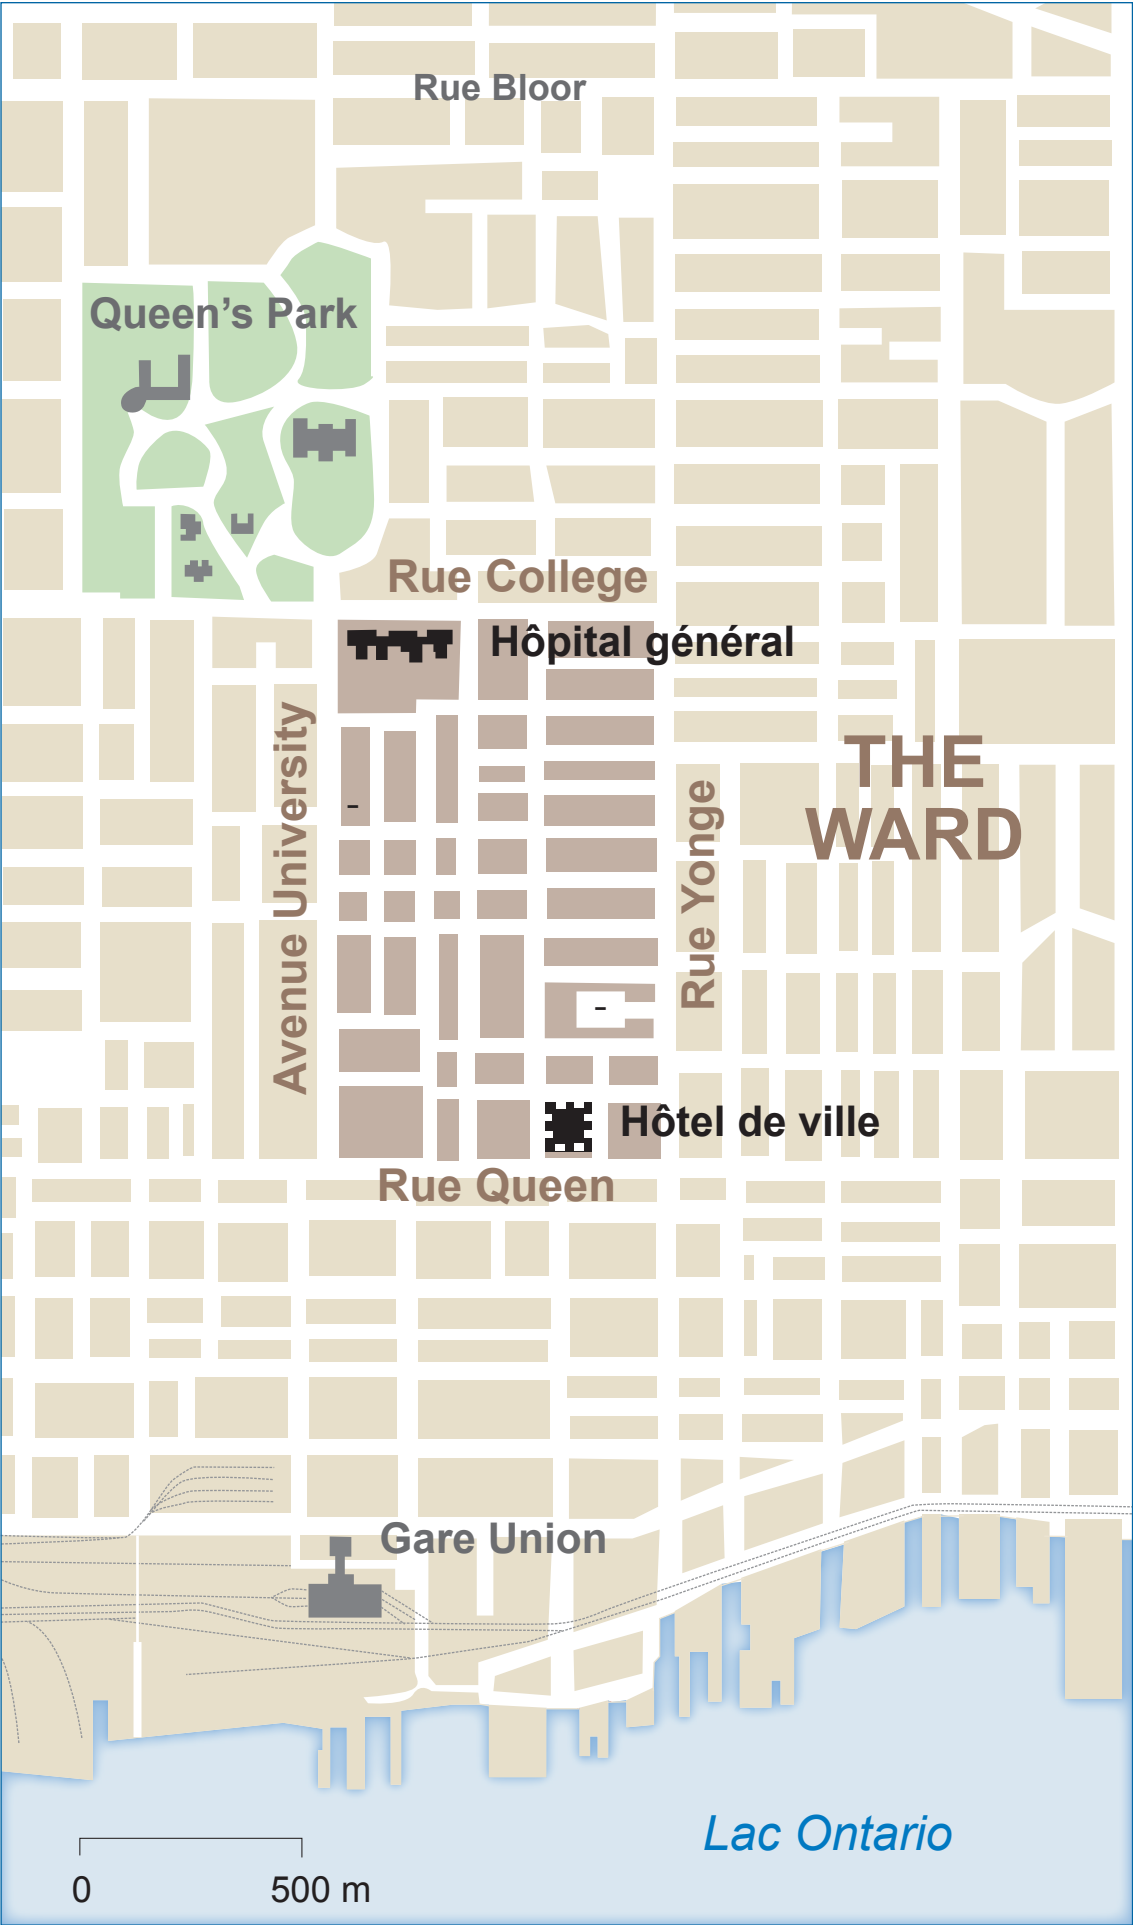 Rue Bloor
Queen's Park
Rue College
Hôpital général
Avenue University
THE
WARD
Rue Yonge
-
-
Hôtel de ville
Rue Queen
Gare Union
Lac Ontario
0 500 m